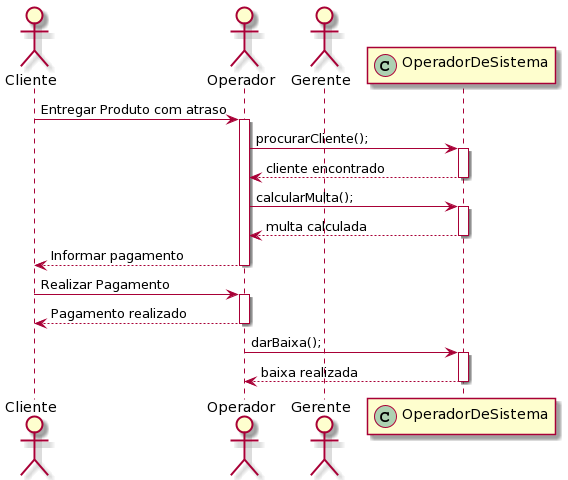 Cliente
Operador
Gerente
C OperadorDeSistema
Entregar Produto com atraso
procurarCliente();
cliente encontrado
calcularMulta();
multa calculada
Informar pagamento
Realizar Pagamento
Pagamento realizado
darBaixa();
baixa realizada
Cliente
Operador
Gerente
C OperadorDeSistema